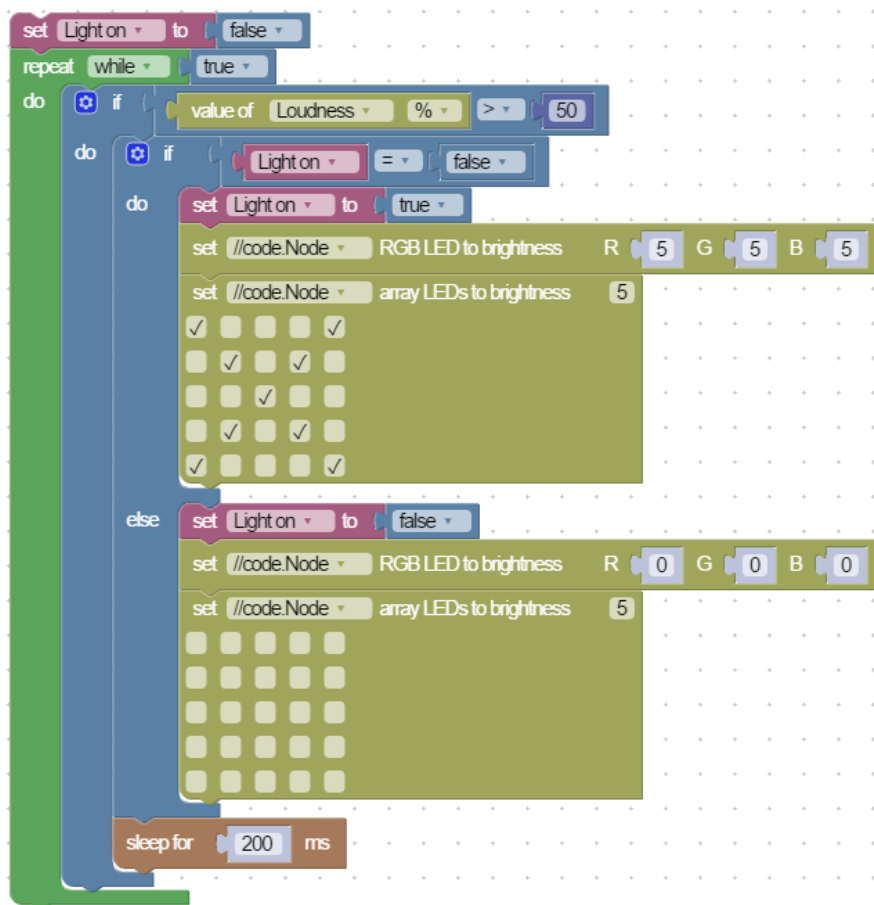 set Light on to false
repeat while true
do if value of Loudness % > 50
do if Light on = false
do set Light on to true
set //code.Node RGB LED to brightness R 5 G 5 B 5
set //code.Node array LEDs to brightness 5
else set Light on to false
set //code.Node RGB LED to brightness R 0 G 0 B 0
set //code.Node array LEDs to brightness 5
sleep for 200 ms